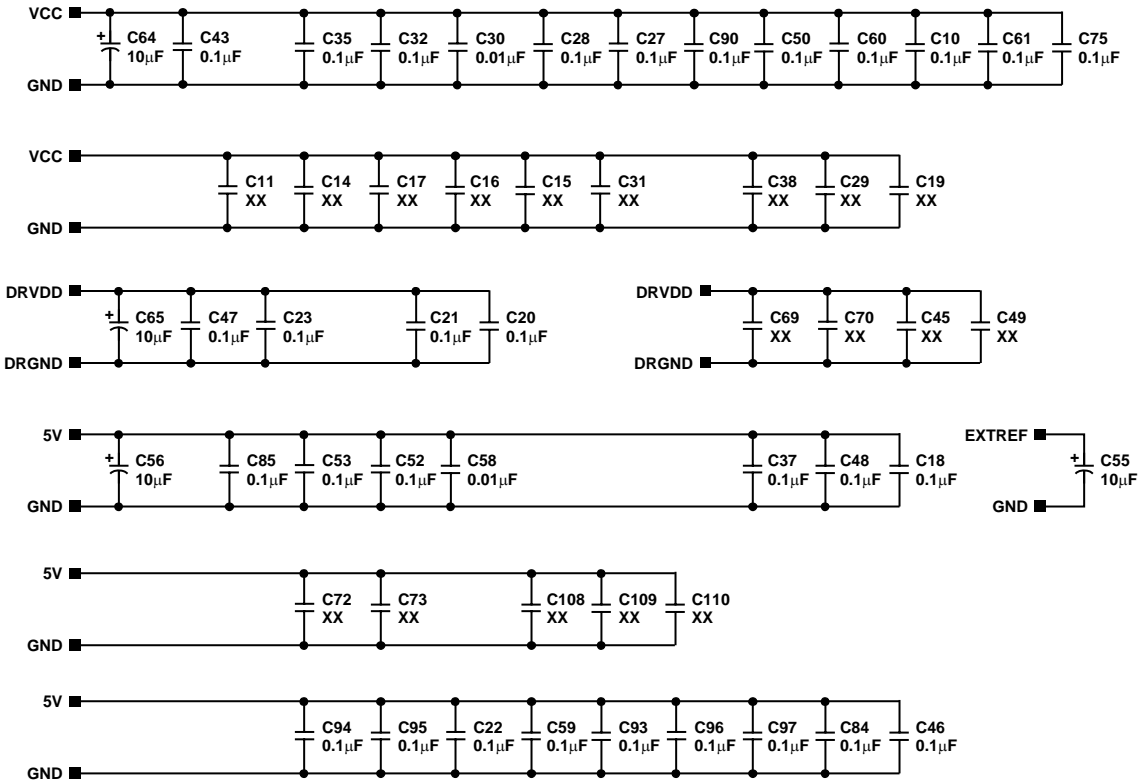 VCC
+ C64 C43 C35 C32 C30 C28 C27 C90 C50 C60 C10 C61 C75
10μF 0.1μF 0.1μF 0.1μF 0.01μF 0.1μF 0.1μF 0.1μF 0.1μF 0.1μF 0.1μF 0.1μF 0.1μF
GND
VCC
C11 C14 C17 C16 C15 C31 C38 C29 C19
XX XX XX XX XX XX XX XX XX
GND
DRVDD DRVDD
+ C65 C47 C23 C21 C20 C69 C70 C45 C49
10μF 0.1μF 0.1μF 0.1μF 0.1μF XX XX XX XX
DRGND DRGND
5V EXTREF
+ C56 C85 C53 C52 C58 C37 C48 C18 + C55
10μF 0.1μF 0.1μF 0.1μF 0.01μF 0.1μF 0.1μF 0.1μF 10μF
GND GND
5V
C72 C73 C108 C109 C110
XX XX XX XX XX
GND
5V
C94 C95 C22 C59 C93 C96 C97 C84 C46
0.1μF 0.1μF 0.1μF 0.1μF 0.1μF 0.1μF 0.1μF 0.1μF 0.1μF
GND